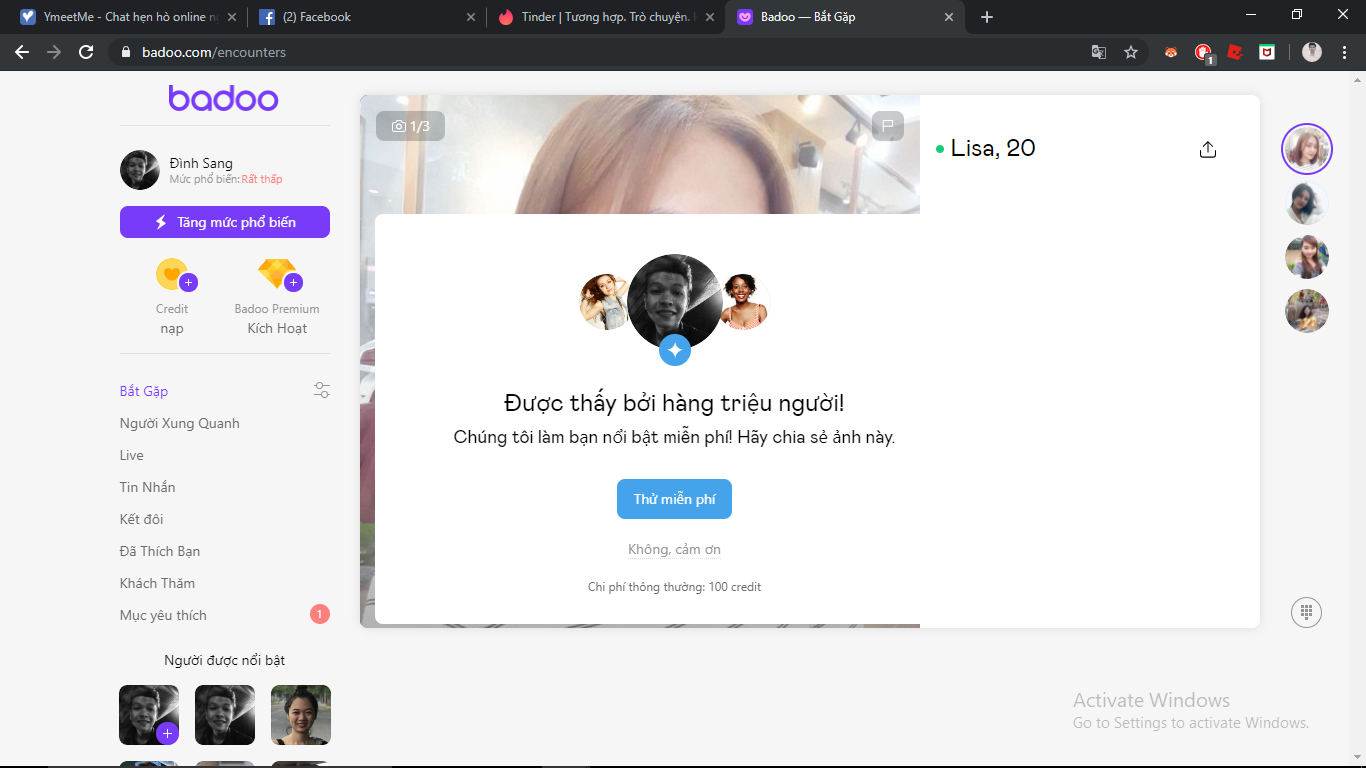 YmeetMe - Chat hẹn hò online n
(2) Facebook
Tinder | Tương hợp. Trò chuyện.
Badoo — Bắt Gặp
badoo.com/encounters
1
badoo
Đình Sang
Mức phổ biến: Rất thấp
Tăng mức phổ biến
Credit
nạp
Badoo Premium
Kích Hoạt
Bắt Gặp
Người Xung Quanh
Live
Tin Nhắn
Kết đôi
Đã Thích Bạn
Khách Thăm
Mục yêu thích
1
Người được nổi bật
1/3
Lisa, 20
Được thấy bởi hàng triệu người!
Chúng tôi làm bạn nổi bật miễn phí! Hãy chia sẻ ảnh này.
Thử miễn phí
Không, cảm ơn
Chi phí thông thường: 100 credit
Activate Windows
Go to Settings to activate Windows.